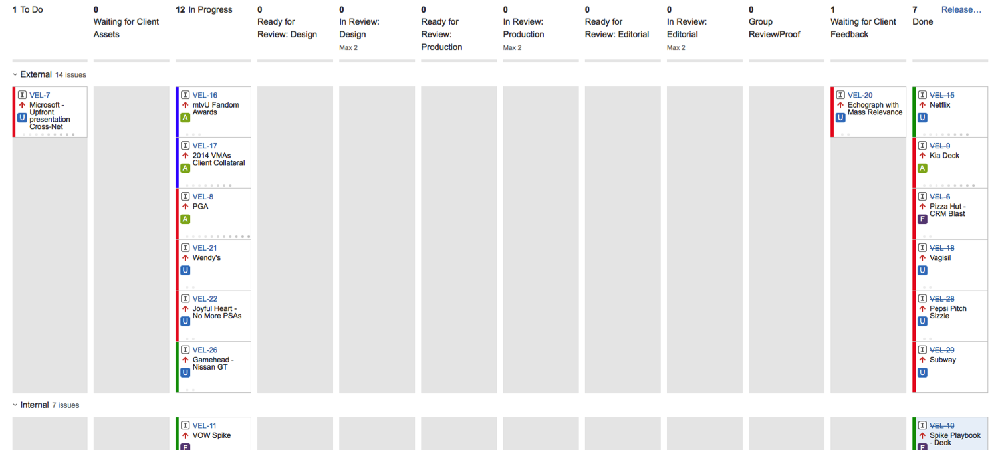 1 To Do
0
Waiting for Client
Assets
12 In Progress
0
Ready for
Review: Design
0
In Review:
Design
Max 2
0
Ready for
Review:
Production
0
In Review:
Production
Max 2
0
Ready for
Review: Editorial
0
In Review:
Editorial
Max 2
0
Group
Review/Proof
1
Waiting for Client
Feedback
7 Release…
Done
External 14 issues
I VEL-7
Microsoft -
Upfront
U presentation
Cross-Net
I VEL-16
mtvU Fandom
Awards
A
I VEL-17
2014 VMAs
Client Collateral
A
I VEL-8
PGA
A
I VEL-21
Wendy's
U
I VEL-22
Joyful Heart -
No More PSAs
U
I VEL-26
Gamehead -
Nissan GT
U
I VEL-20
Echograph with
Mass Relevance
U
I VEL-15
Netflix
U
I VEL-9
Kia Deck
A
I VEL-6
Pizza Hut -
CRM Blast
F
I VEL-18
Vagisil
U
I VEL-28
Pepsi Pitch
Sizzle
U
I VEL-29
Subway
U
Internal 7 issues
I VEL-11
VOW Spike
I VEL-10
Spike Playbook
- Deck